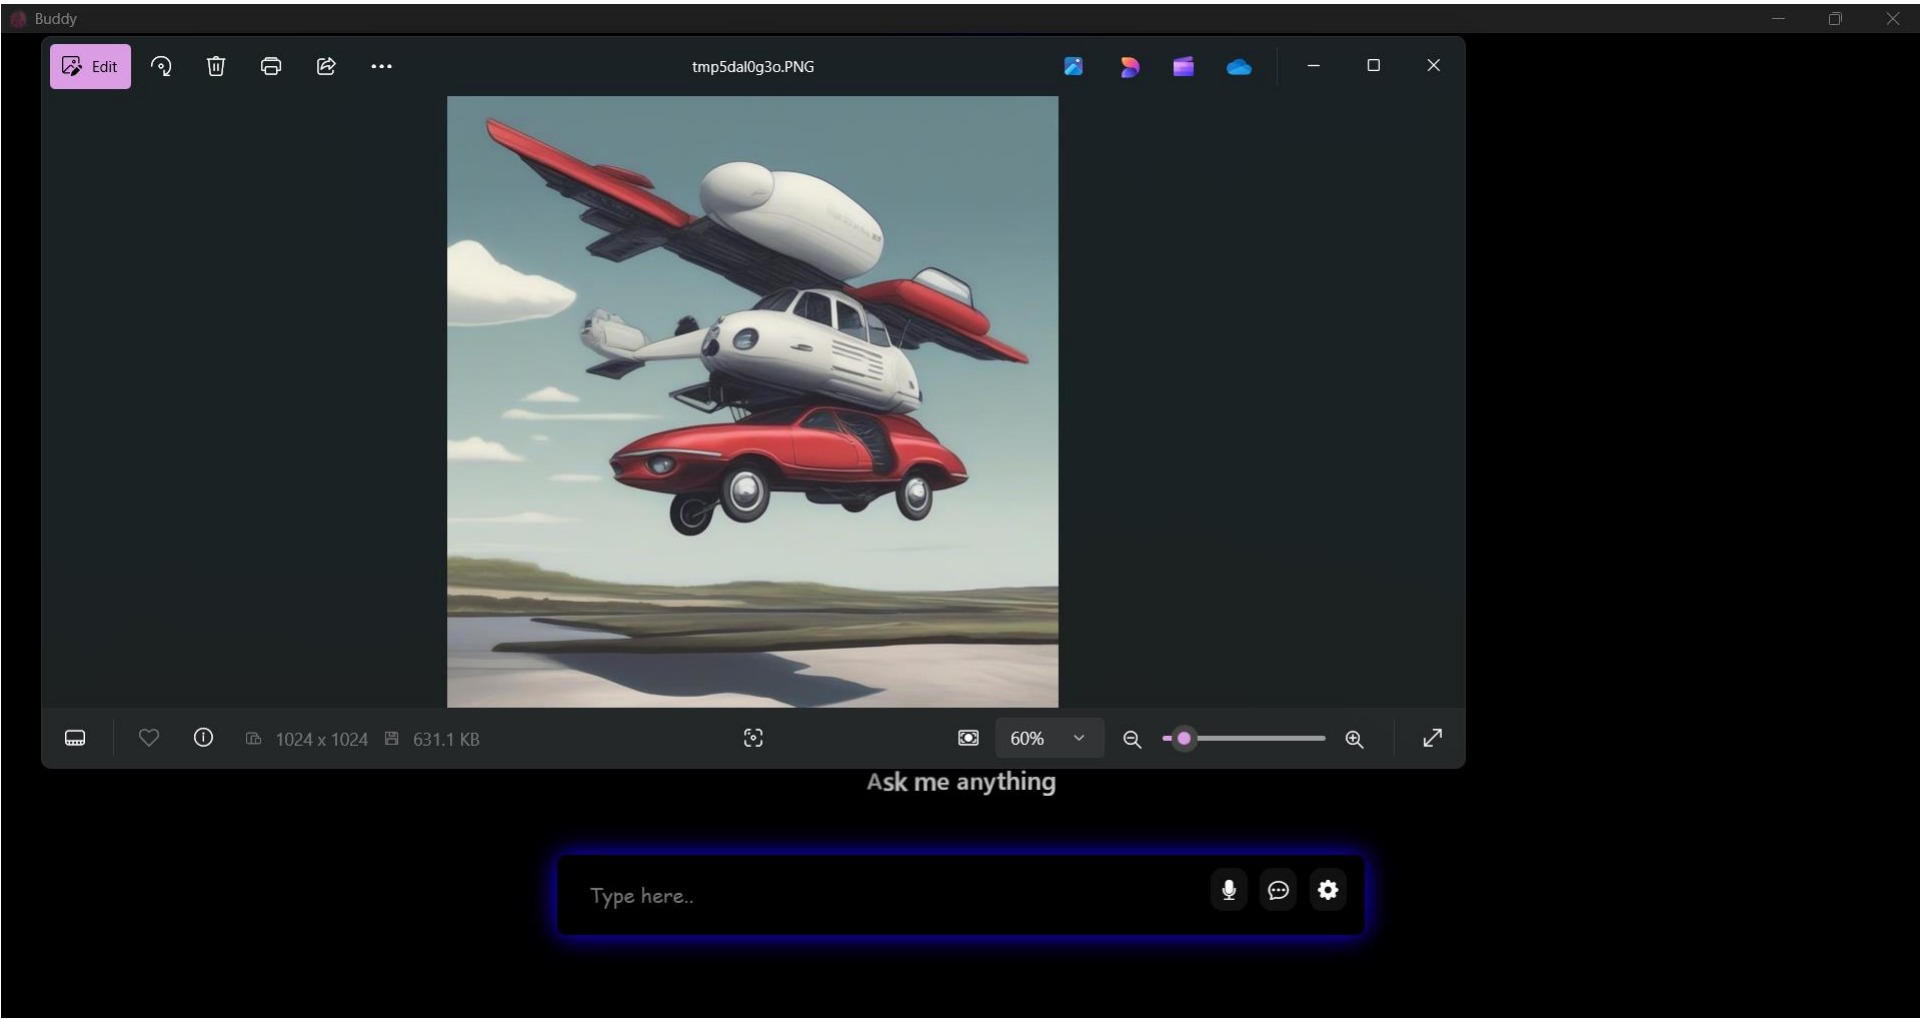 Buddy
Edit
tmp5dal0g3o.PNG
1024 x 1024
631.1 KB
60%
Ask me anything
Type here..